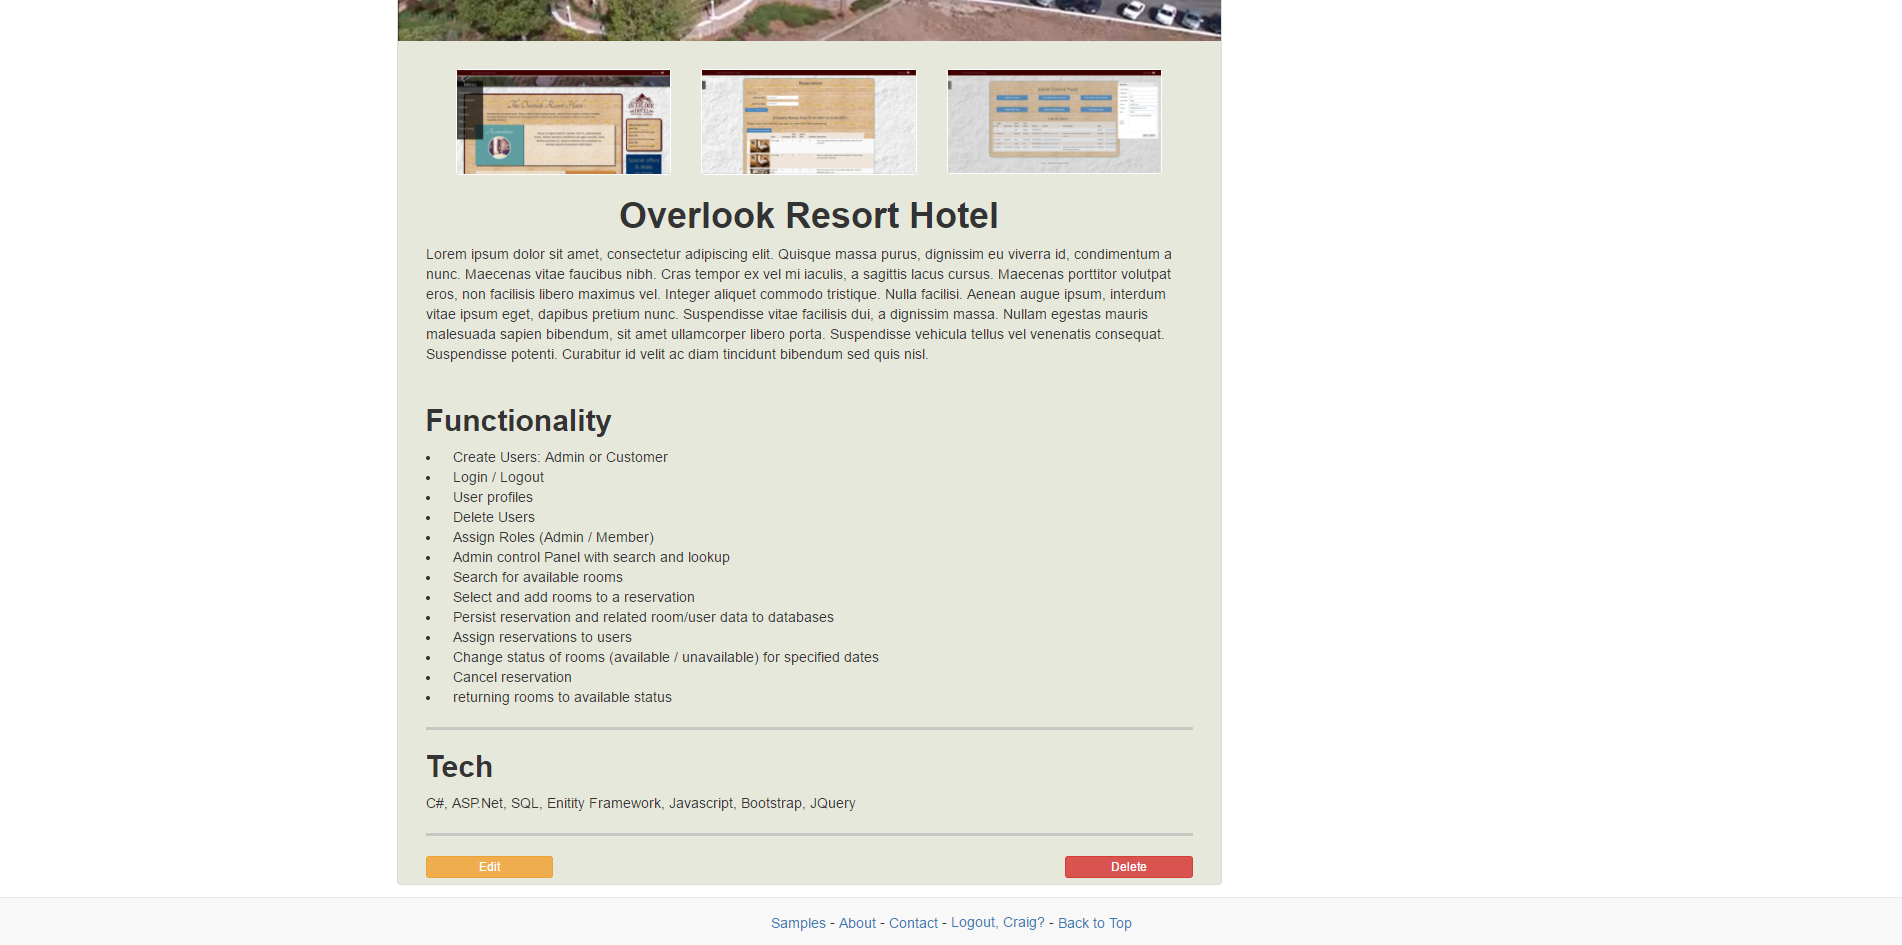 Menu
The Overlook Resort Hotel
OVERLOOK
Special offers
& deals
Overlook Resort Hotel
Lorem ipsum dolor sit amet, consectetur adipiscing elit. Quisque massa purus, dignissim eu viverra id, condimentum a
nunc. Maecenas vitae faucibus nibh. Cras tempor ex vel mi iaculis, a sagittis lacus cursus. Maecenas porttitor volutpat
eros, non facilisis libero maximus vel. Integer aliquet commodo tristique. Nulla facilisi. Aenean augue ipsum, interdum
vitae ipsum eget, dapibus pretium nunc. Suspendisse vitae facilisis dui, a dignissim massa. Nullam egestas mauris
malesuada sapien bibendum, sit amet ullamcorper libero porta. Suspendisse vehicula tellus vel venenatis consequat.
Suspendisse potenti. Curabitur id velit ac diam tincidunt bibendum sed quis nisl.
Functionality
• Create Users: Admin or Customer
• Login / Logout
• User profiles
• Delete Users
• Assign Roles (Admin / Member)
• Admin control Panel with search and lookup
• Search for available rooms
• Select and add rooms to a reservation
• Persist reservation and related room/user data to databases
• Assign reservations to users
• Change status of rooms (available / unavailable) for specified dates
• Cancel reservation
• returning rooms to available status
Tech
C#, ASP.Net, SQL, Enitity Framework, Javascript, Bootstrap, JQuery
Edit Delete
Samples - About - Contact - Logout, Craig? - Back to Top